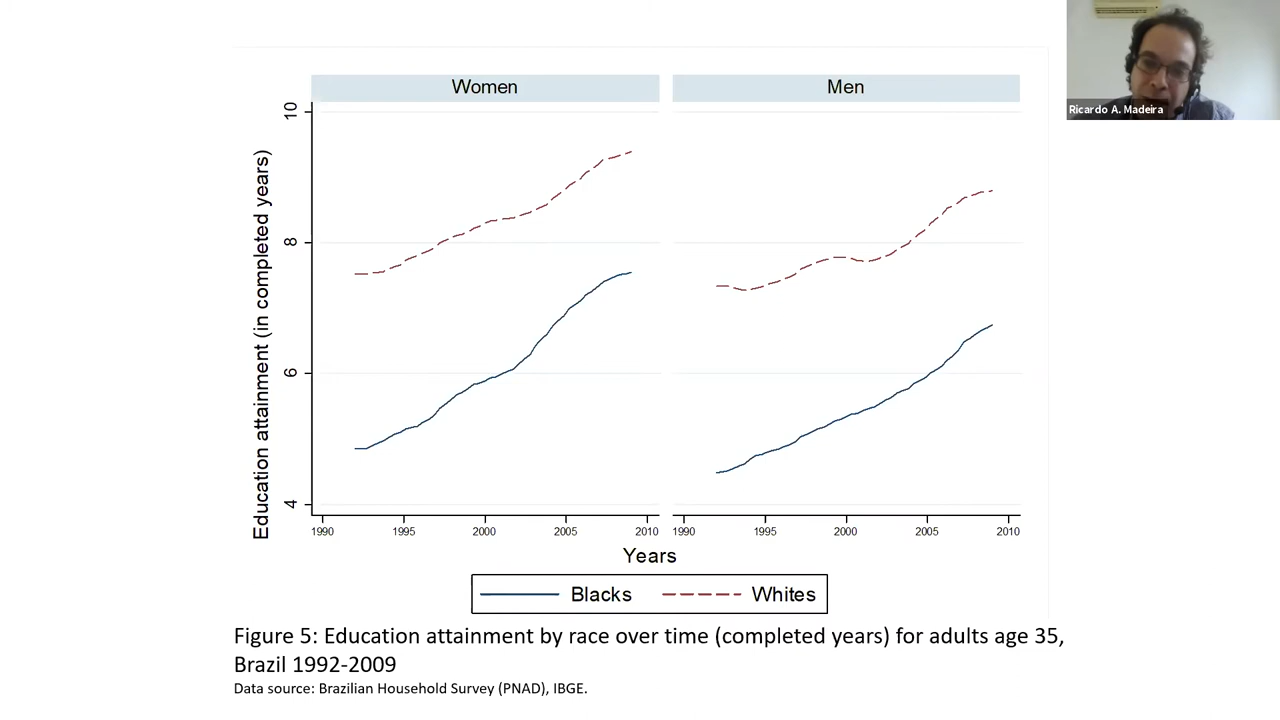 Ricardo A. Madeira
Women
Men
Education attainment (in completed years)
10
8
6
4
1990 1995 2000 2005 2010
1990 1995 2000 2005 2010
Years
Blacks Whites
Figure 5: Education attainment by race over time (completed years) for adults age 35,
Brazil 1992-2009
Data source: Brazilian Household Survey (PNAD), IBGE.